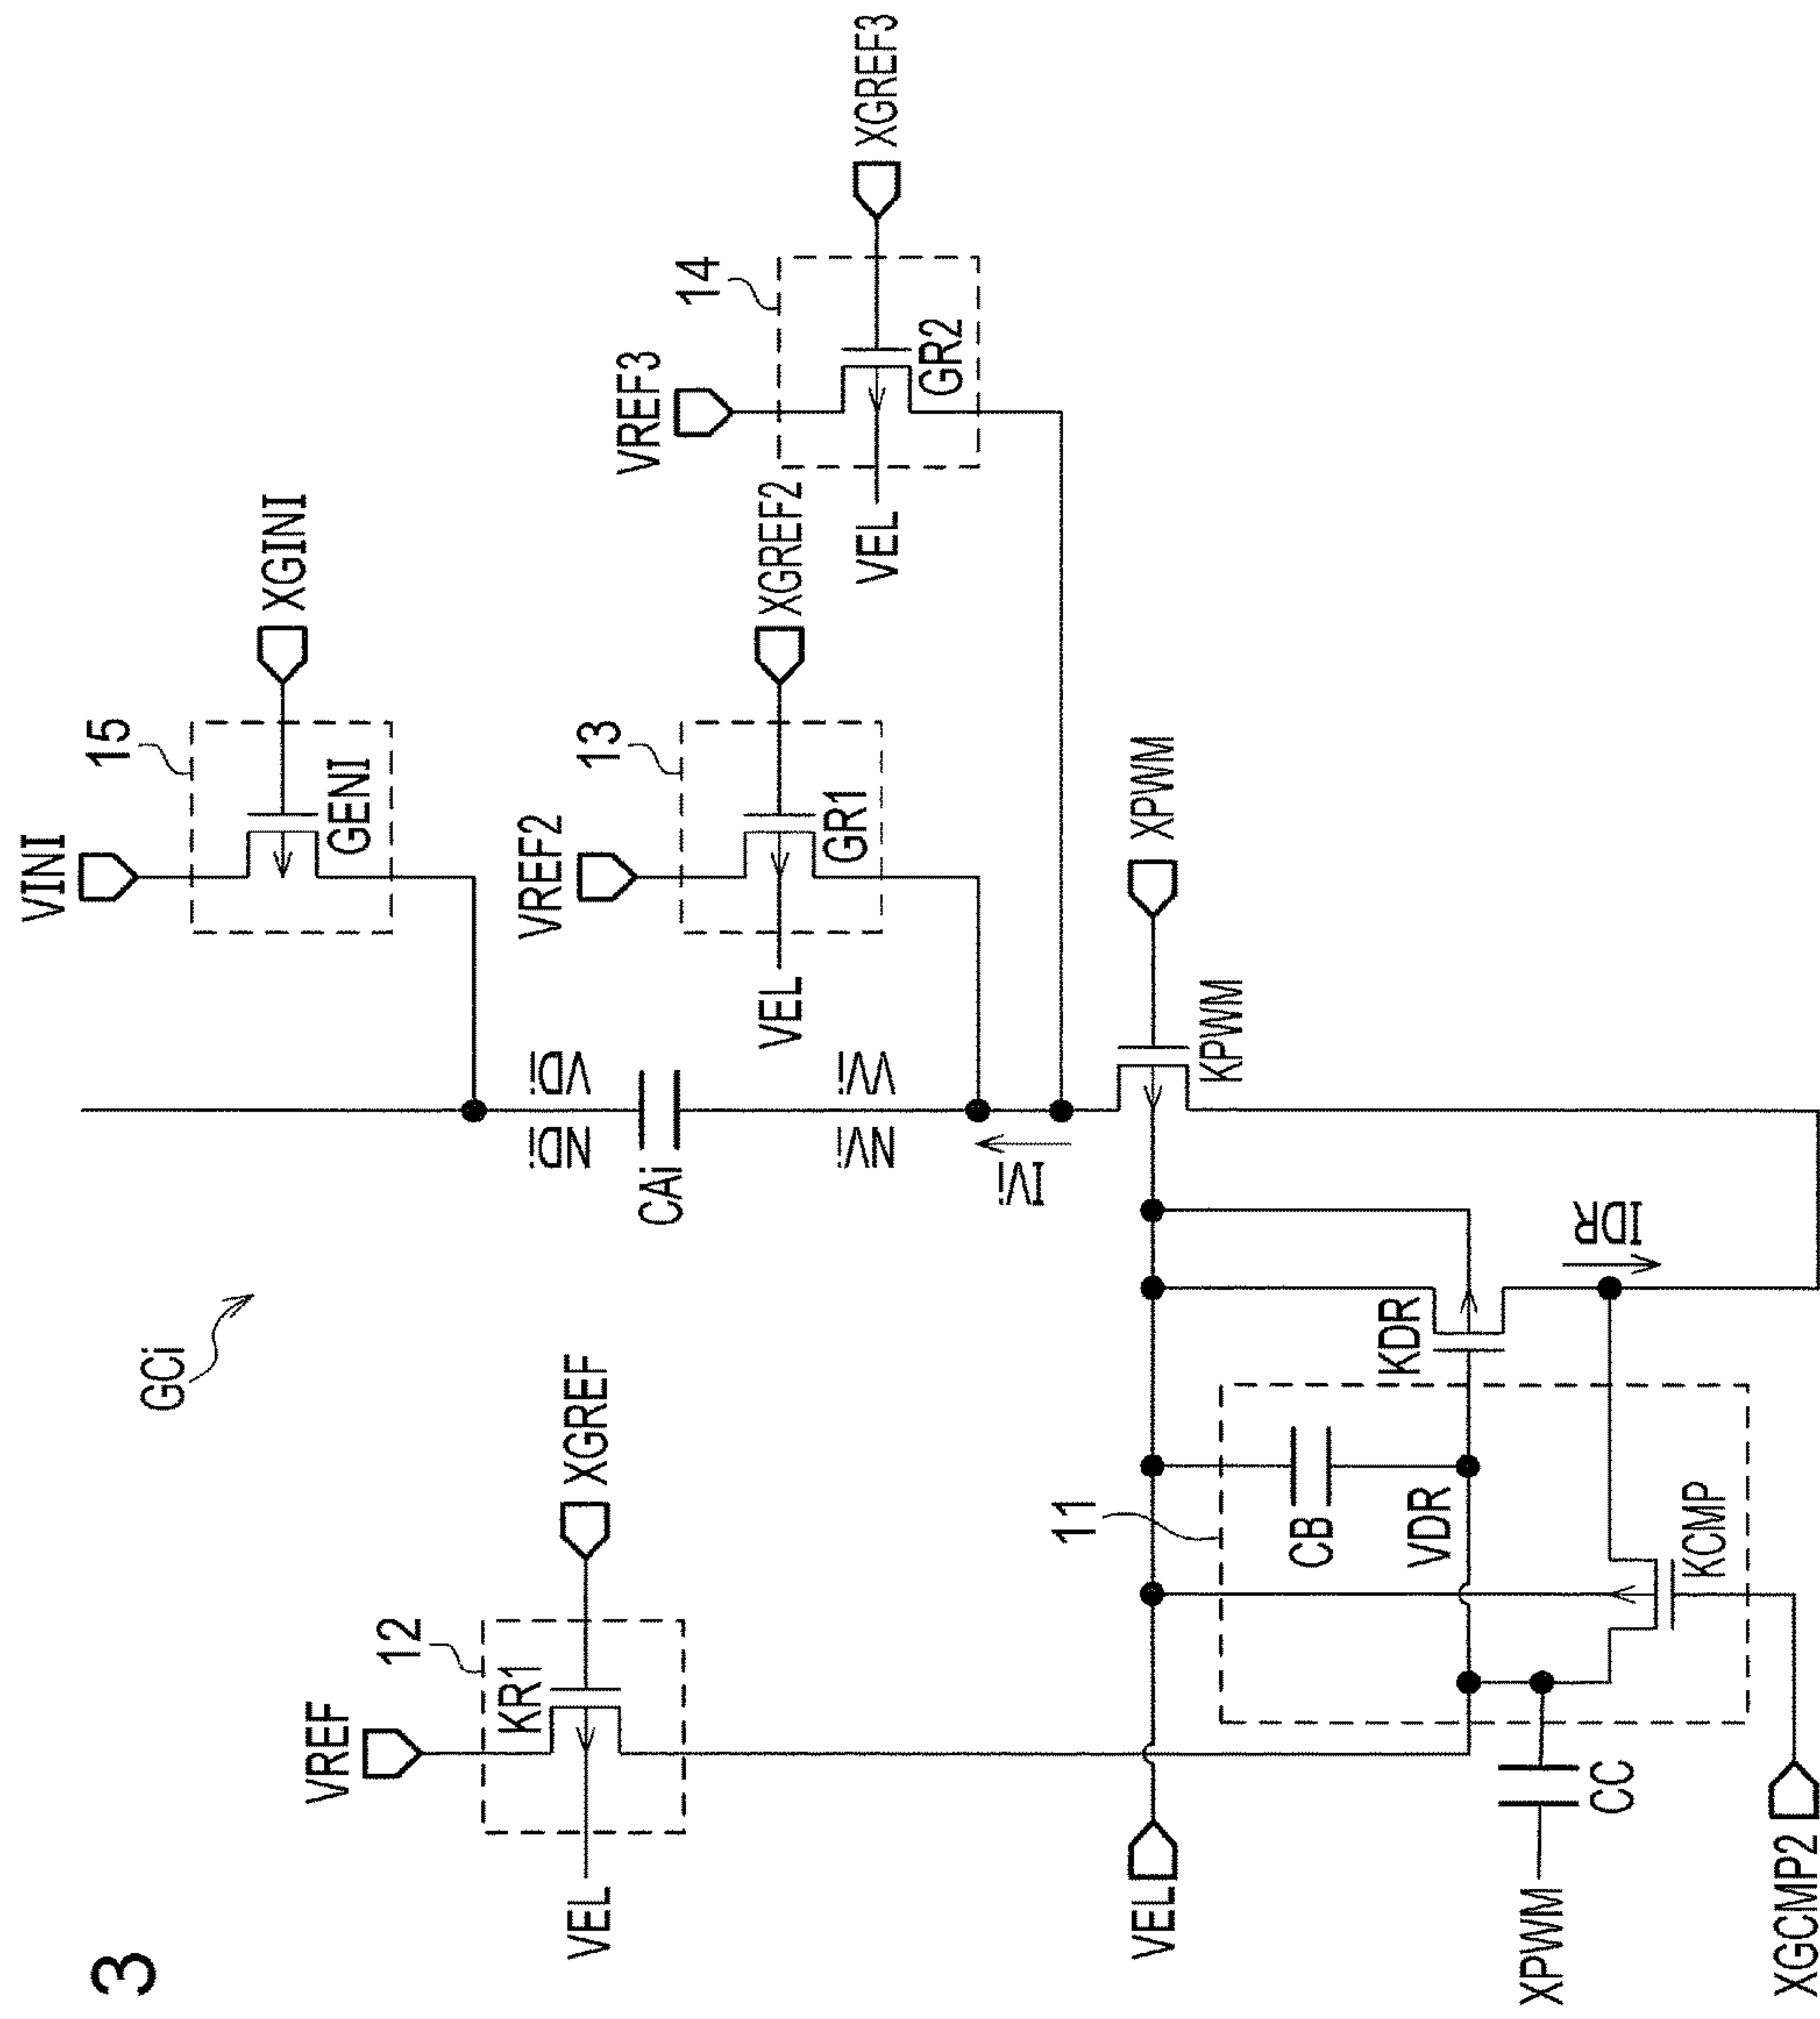 3
GCi
VINI
15
XGINI
GENI
VREF2
13
XGREF2
GR1
VEL
VREF3
14
XGREF3
GR2
VEL
NDi
VDi
CAi
NVi
VVi
IVi
VREF
12
XGREF
KR1
VEL
VEL
XPWM
KPWM
11
CB
VDR
KDR
IDR
KCMP
XPWM
CC
XGCMP2